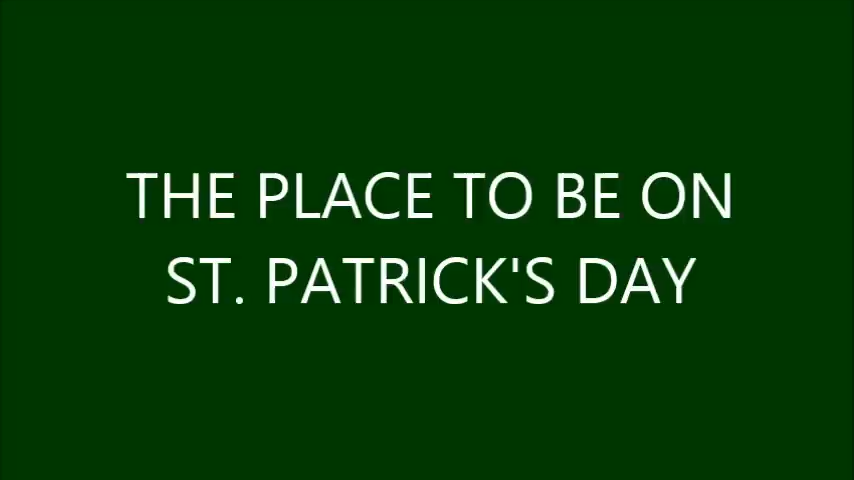 THE PLACE TO BE ON
ST. PATRICK'S DAY